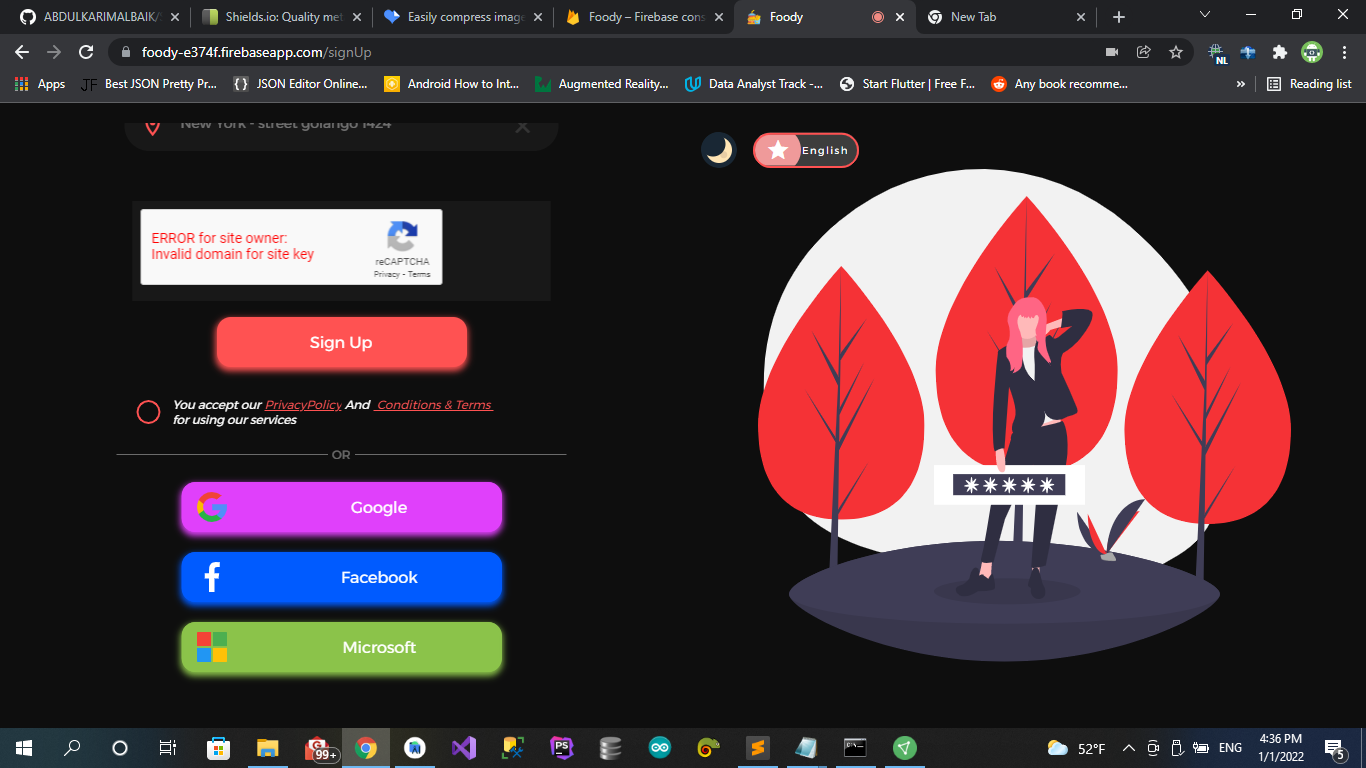 ABDULKARIMALBAIK/
Shields.io: Quality met
Easily compress image
Foody – Firebase cons
Foody
New Tab
foody-e374f.firebaseapp.com/signUp
NL
Apps
Best JSON Pretty Pr...
JSON Editor Online...
Android How to Int...
Augmented Reality...
Data Analyst Track -...
Start Flutter | Free F...
Any book recomme...
»
Reading list
New York - street golango 1424
English
ERROR for site owner:
Invalid domain for site key
reCAPTCHA
Privacy - Terms
Sign Up
You accept our PrivacyPolicy And Conditions & Terms
for using our services
OR
Google
Facebook
Microsoft
99+
PS
52°F
ENG
4:36 PM
1/1/2022
5